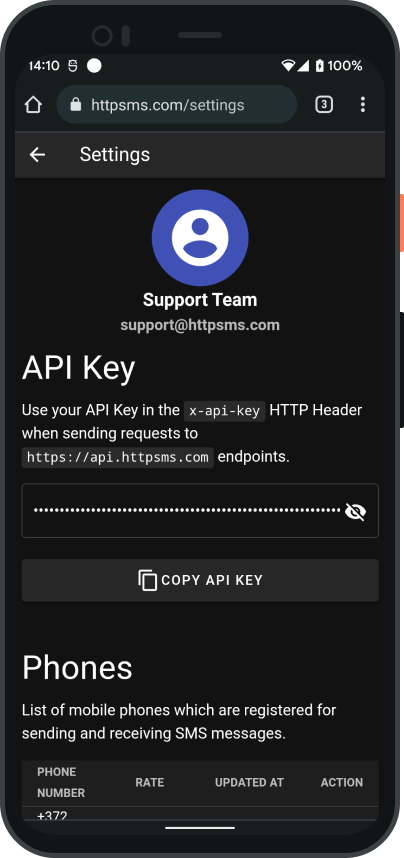 14:10
100%
httpsms.com/settings
3
Settings
Support Team
support@httpsms.com
API Key
Use your API Key in the x-api-key HTTP Header
when sending requests to
https://api.httpsms.com endpoints.
COPY API KEY
Phones
List of mobile phones which are registered for
sending and receiving SMS messages.
PHONE NUMBER RATE UPDATED AT ACTION
+372